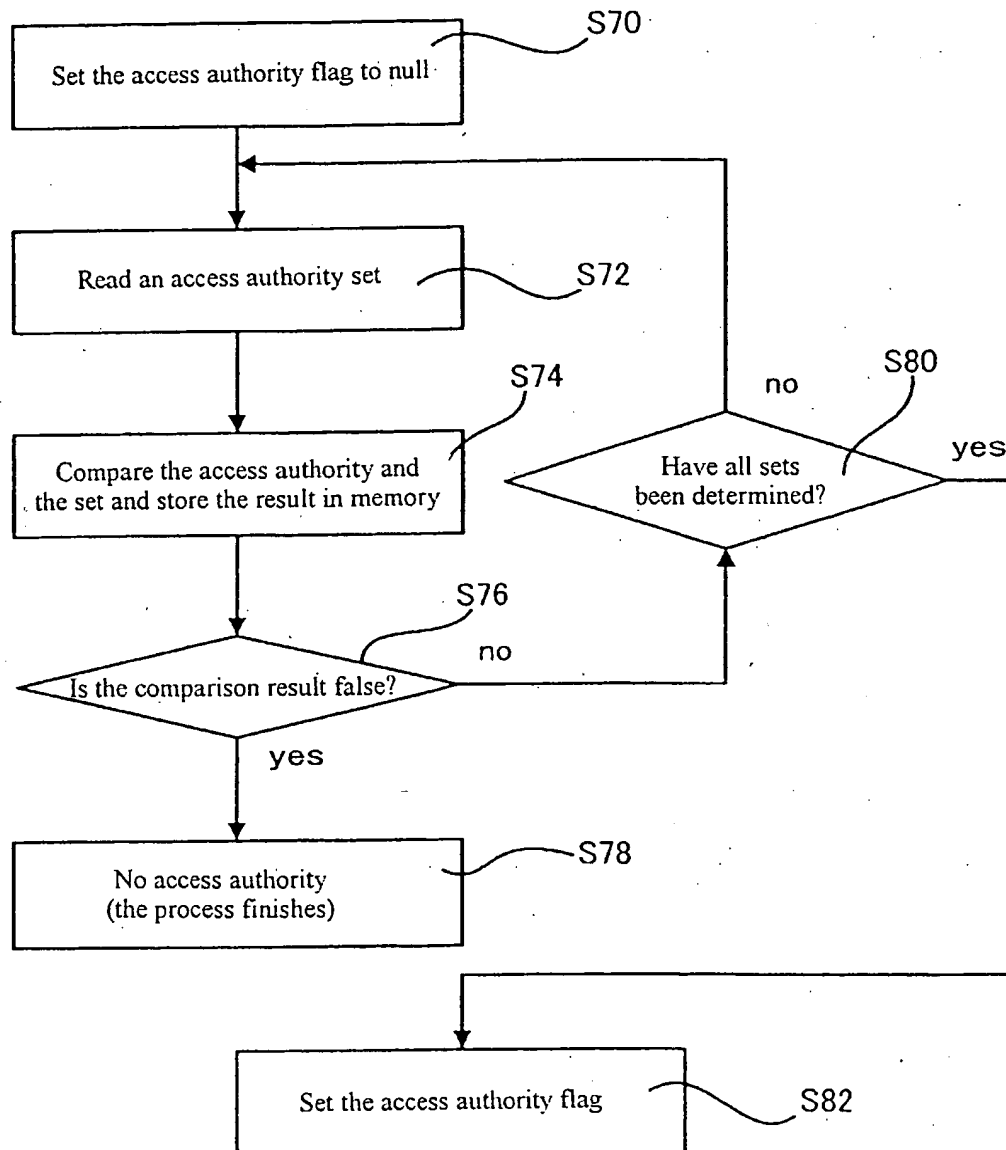 S70
Set the access authority flag to null
Read an access authority set
S72
S74
Compare the access authority and
the set and store the result in memory
S80
no
yes
Have all sets
been determined?
S76
no
Is the comparison result false?
yes
No access authority
(the process finishes)
S78
Set the access authority flag
S82